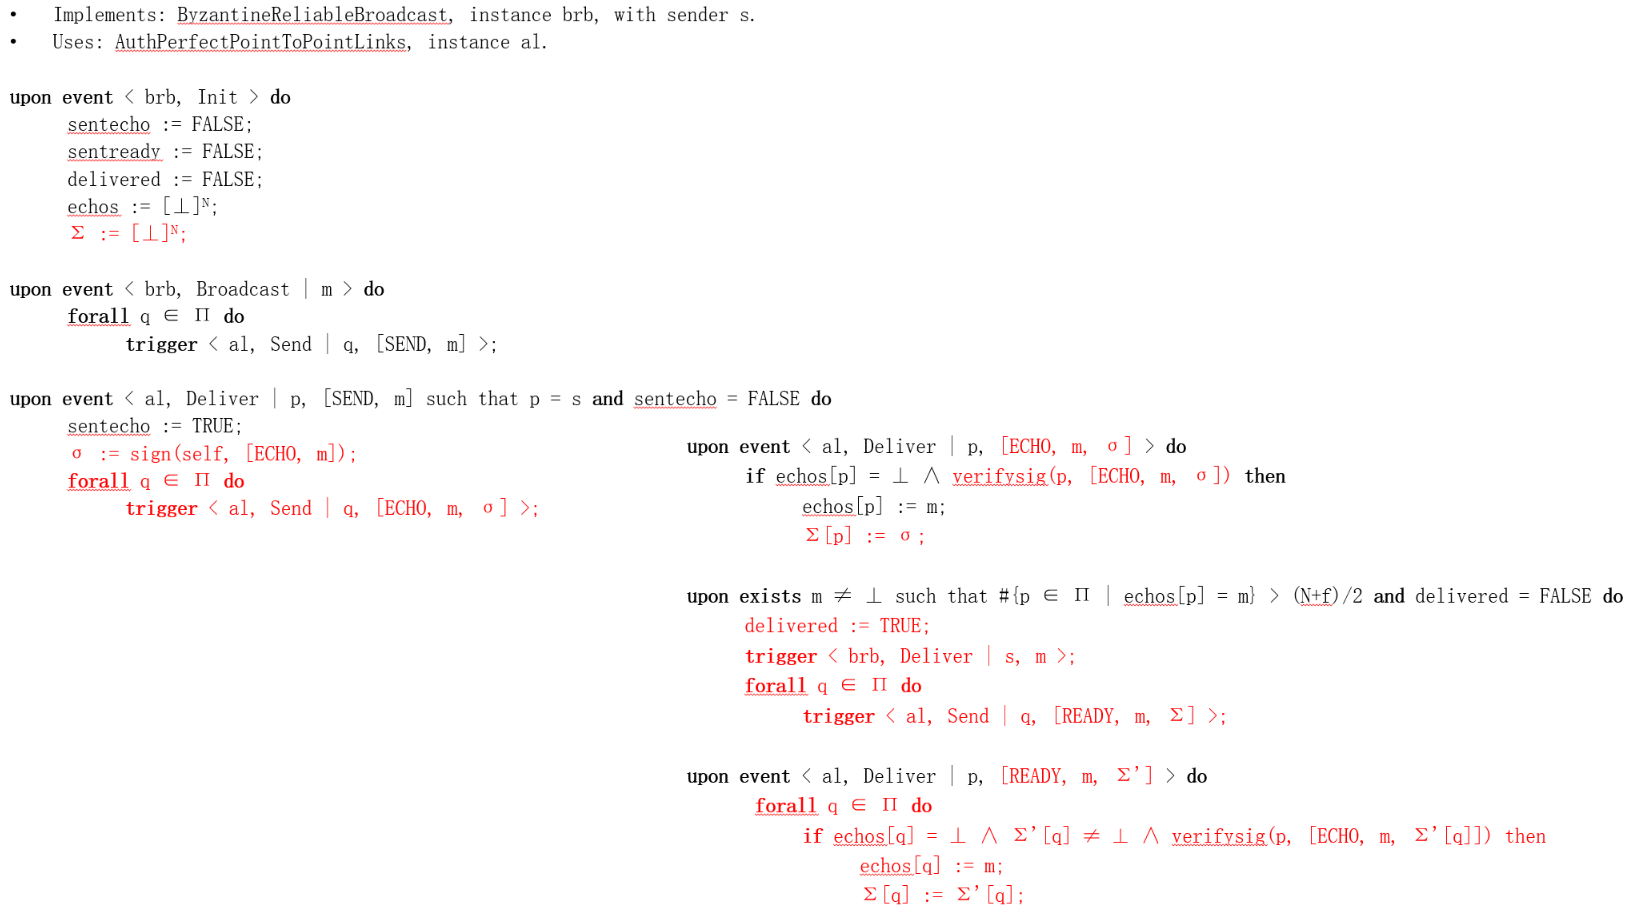 • Implements: ByzantineReliableBroadcast, instance brb, with sender s.
• Uses: AuthPerfectPointToPointLinks, instance al.
upon event < brb, Init > do
sentecho := FALSE;
sentready := FALSE;
delivered := FALSE;
echos := [⊥]ᴺ;
Σ := [⊥]ᴺ;
upon event < brb, Broadcast | m > do
forall q ∈ Π do
trigger < al, Send | q, [SEND, m] >;
upon event < al, Deliver | p, [SEND, m] such that p = s and sentecho = FALSE do
sentecho := TRUE;
σ := sign(self, [ECHO, m]);
forall q ∈ Π do
trigger < al, Send | q, [ECHO, m, σ] >;
upon event < al, Deliver | p, [ECHO, m, σ] > do
if echos[p] = ⊥ ∧ verifysig(p, [ECHO, m, σ]) then
echos[p] := m;
Σ[p] := σ;
upon exists m ≠ ⊥ such that #{p ∈ Π | echos[p] = m} > (N+f)/2 and delivered = FALSE do
delivered := TRUE;
trigger < brb, Deliver | s, m >;
forall q ∈ Π do
trigger < al, Send | q, [READY, m, Σ] >;
upon event < al, Deliver | p, [READY, m, Σ'] > do
forall q ∈ Π do
if echos[q] = ⊥ ∧ Σ'[q] ≠ ⊥ ∧ verifysig(p, [ECHO, m, Σ'[q]]) then
echos[q] := m;
Σ[q] := Σ'[q];